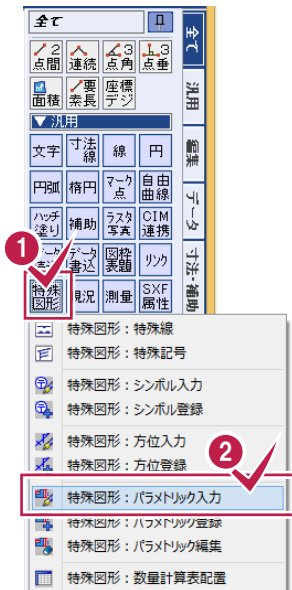 全て
全て
汎用
編集
データ
寸法・補助
2点間 連続 3点角 3点垂
面積 要素長 座標デジ
▼ 汎用
文字 寸法線 線 円
円弧 楕円 マーク点 自由曲線
ハッチ塗り 補助 ラスタ写真 CIM連携
データ書込 図枠表題 リンク
特殊図形 現況 測量 SXF属性
1
特殊図形：特殊線
特殊図形：特殊記号
特殊図形：シンボル入力
特殊図形：シンボル登録
特殊図形：方位入力
特殊図形：方位登録
2
特殊図形：パラメトリック入力
特殊図形：パラメトリック登録
特殊図形：パラメトリック編集
特殊図形：数量計算表配置